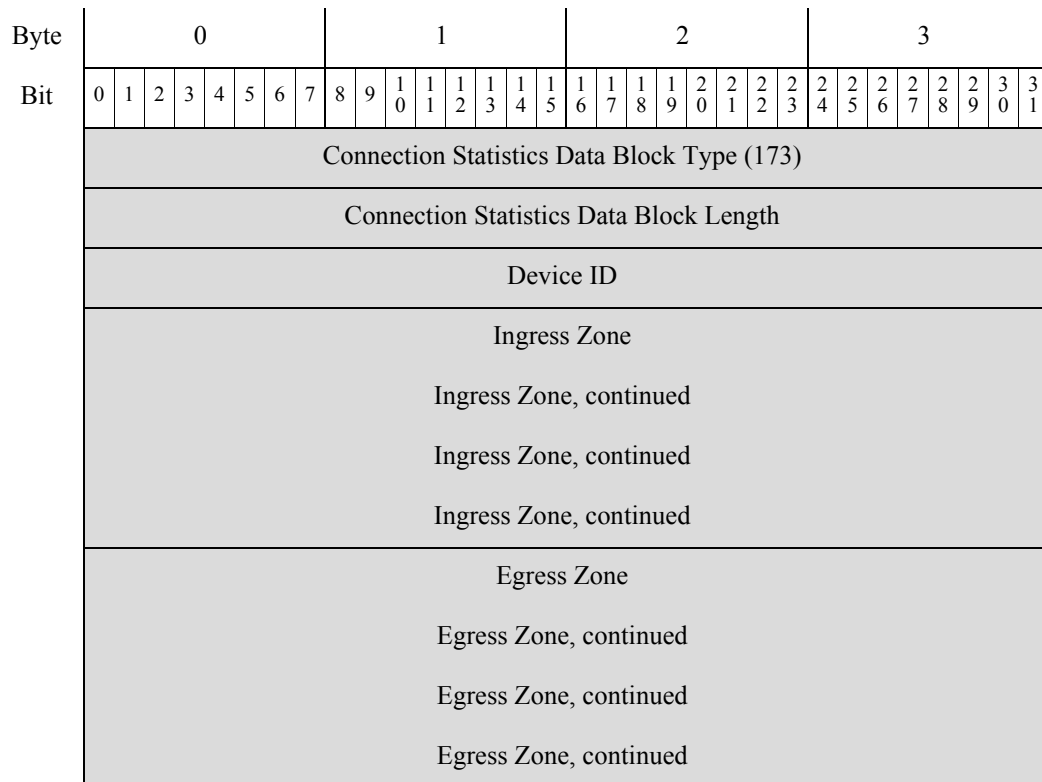 Byte 0 1 2 3
Bit 0 1 2 3 4 5 6 7 8 9 10 11 12 13 14 15 16 17 18 19 20 21 22 23 24 25 26 27 28 29 30 31
Connection Statistics Data Block Type (173)
Connection Statistics Data Block Length
Device ID
Ingress Zone
Ingress Zone, continued
Ingress Zone, continued
Ingress Zone, continued
Egress Zone
Egress Zone, continued
Egress Zone, continued
Egress Zone, continued